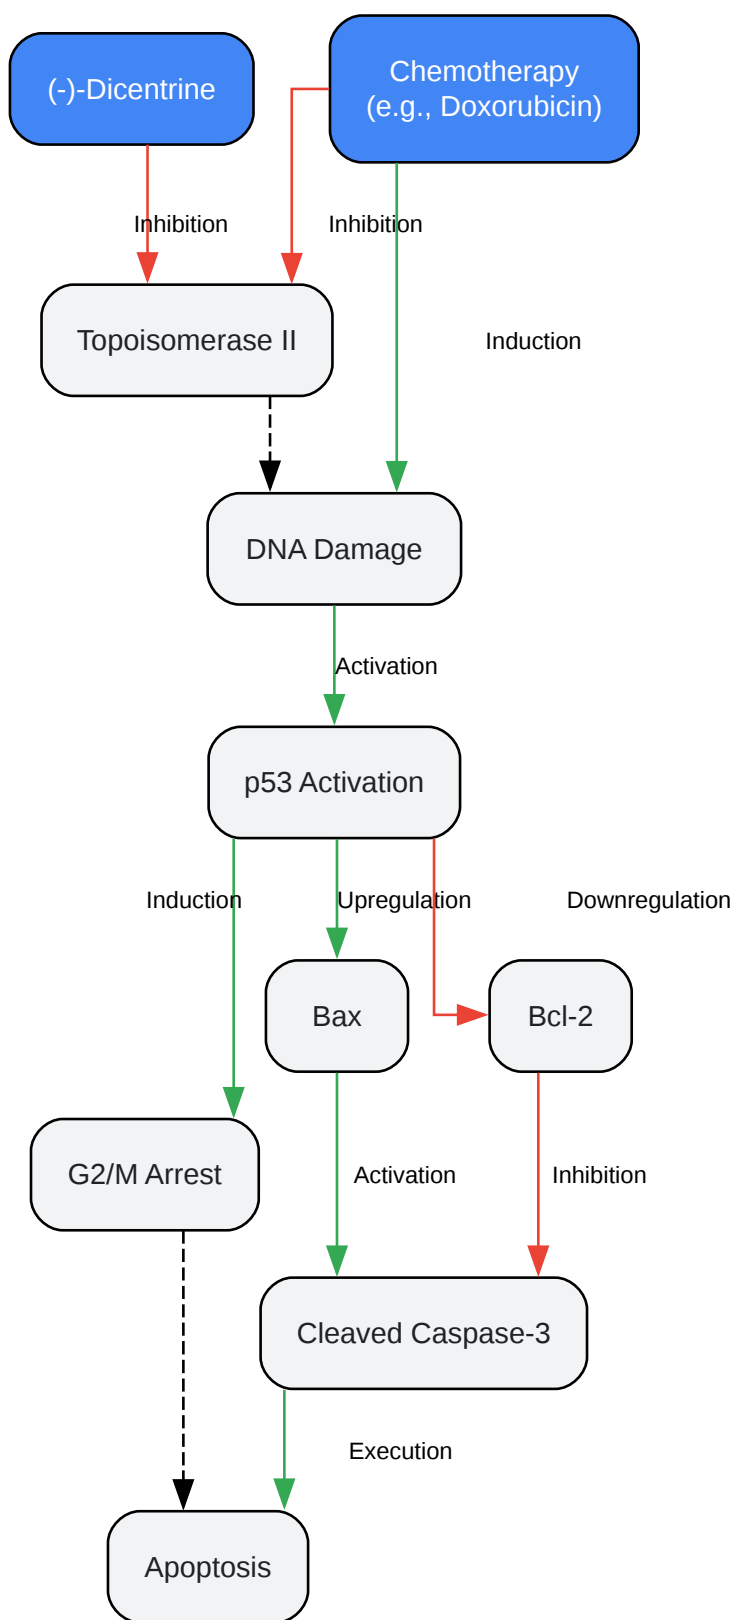 (-)-Dicentrine
Chemotherapy
(e.g., Doxorubicin)
Inhibition
Inhibition
Topoisomerase II
Induction
DNA Damage
Activation
p53 Activation
Induction
Upregulation
Downregulation
Bax
Bcl-2
G2/M Arrest
Activation
Inhibition
Cleaved Caspase-3
Execution
Apoptosis